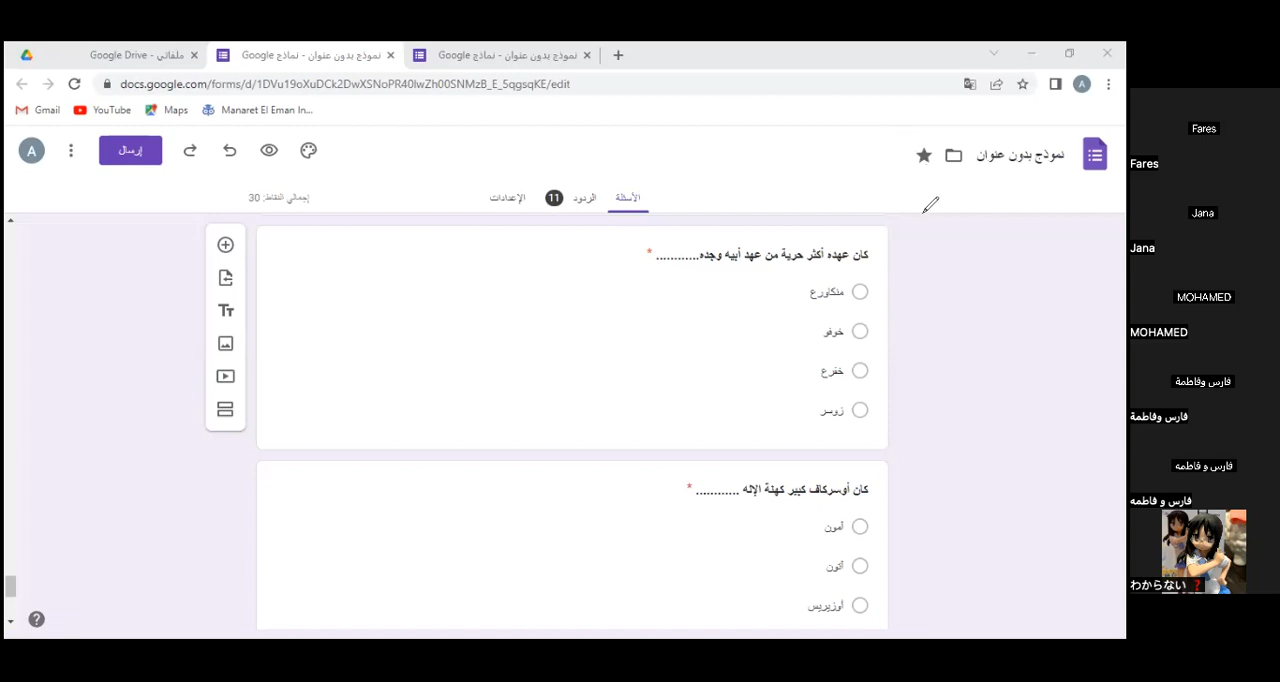 ملفاتي - Google Drive
نموذج بدون عنوان - نماذج Google
نموذج بدون عنوان - نماذج Google
docs.google.com/forms/d/1DVu19oXuDCk2DwXSNoPR40IwZh00SNMzB_E_5qgsqKE/edit
A
Gmail
YouTube
Maps
Manaret El Eman In...
A
إرسال
نموذج بدون عنوان
الأسئلة
الردود
11
الإعدادات
إجمالي النقاط: 30
كان عهده أكثر حرية من عهد أبيه وجده............ *
منكاورع
خوفو
خفرع
زوسر
كان أوسركاف كبير كهنة الإله ............ *
أمون
أتون
أوزيريس
Fares
Fares
Jana
Jana
MOHAMED
MOHAMED
فارس وفاطمة
فارس وفاطمة
فارس و فاطمه
فارس و فاطمه
わからない❓